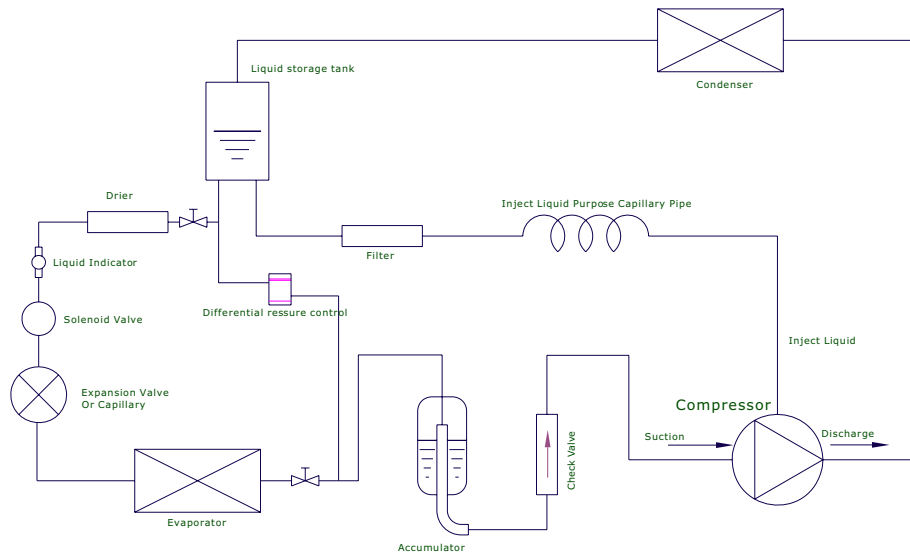 Liquid storage tank
Condenser
Drier
Inject Liquid Purpose Capillary Pipe
Filter
Liquid Indicator
Differential ressure control
Solenoid Valve
Inject Liquid
Expansion Valve
Or Capillary
Compressor
Suction
Discharge
Check Valve
Evaporator
Accumulator